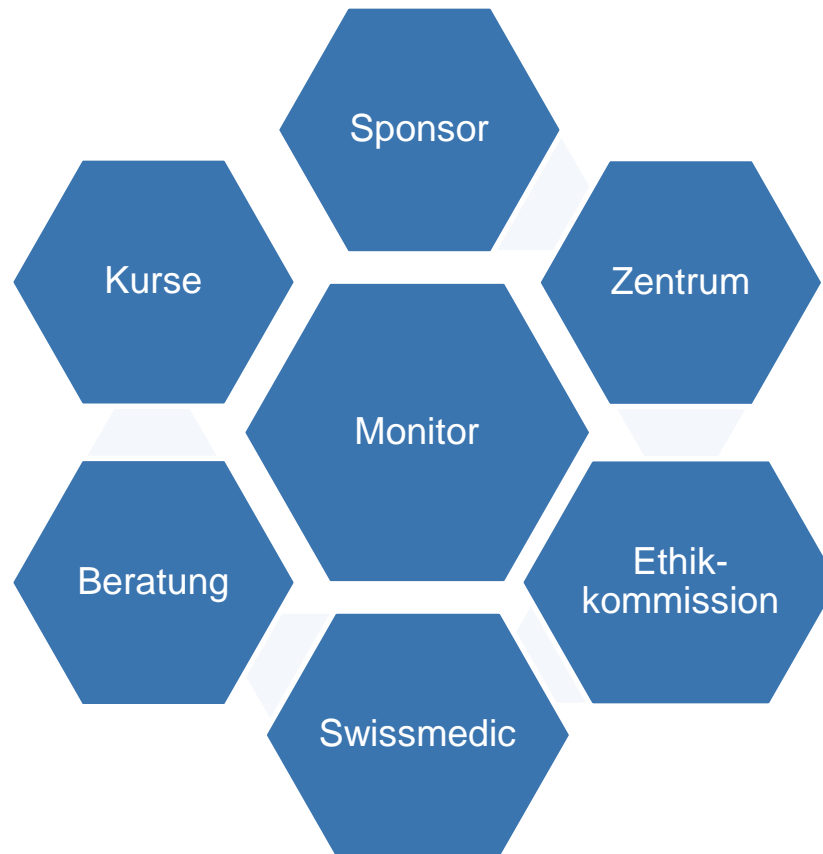 Sponsor
Kurse
Zentrum
Monitor
Beratung
Ethik-
kommission
Swissmedic